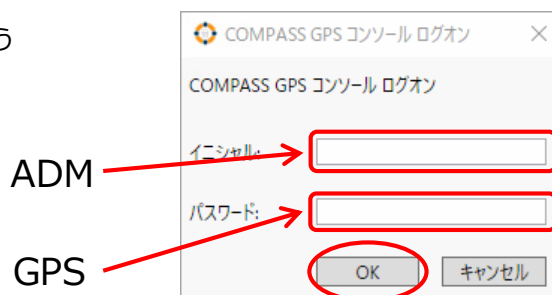 う
COMPASS GPS コンソール ログオン
COMPASS GPS コンソール ログオン
イニシャル:
ADM
パスワード:
GPS
OK キャンセル